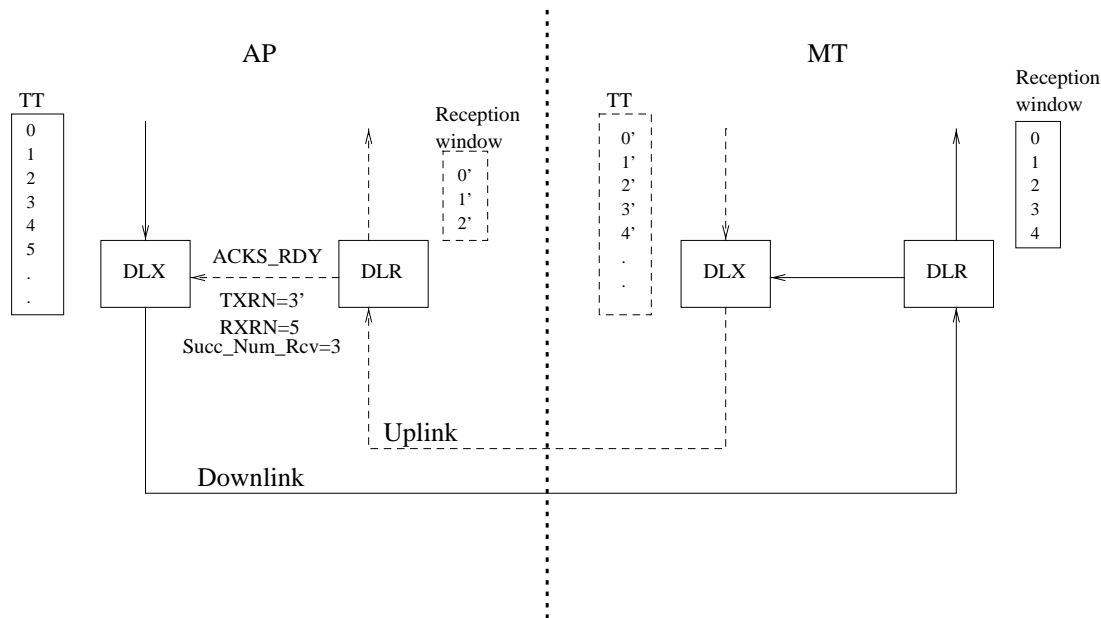 AP
MT
TT
0
1
2
3
4
5
.
.
Reception
window
0'
1'
2'
DLX
ACKS_RDY
DLR
TXRN=3'
RXRN=5
Succ_Num_Rcv=3
TT
0'
1'
2'
3'
4'
.
.
Reception
window
0
1
2
3
4
DLX
DLR
Uplink
Downlink